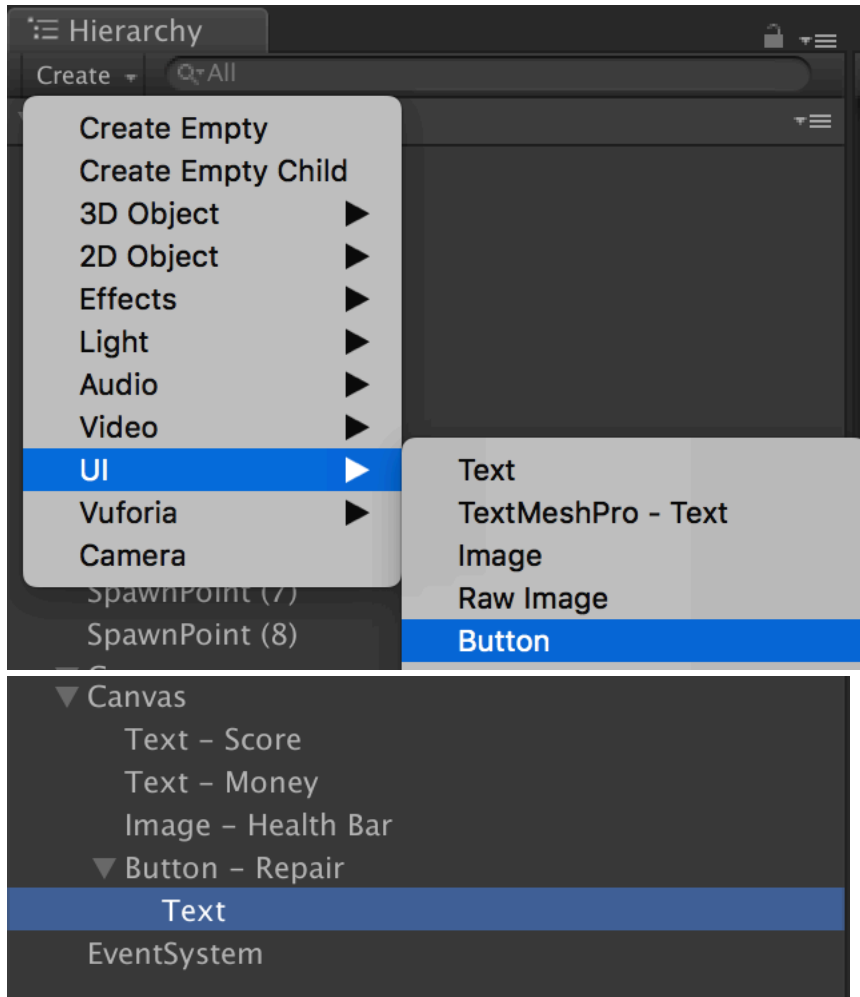 Hierarchy
Create
All
Create Empty
Create Empty Child
3D Object
2D Object
Effects
Light
Audio
Video
UI
Vuforia
Camera
Text
TextMeshPro - Text
Image
Raw Image
Button
SpawnPoint (7)
SpawnPoint (8)
Canvas
Text - Score
Text - Money
Image - Health Bar
Button - Repair
Text
EventSystem